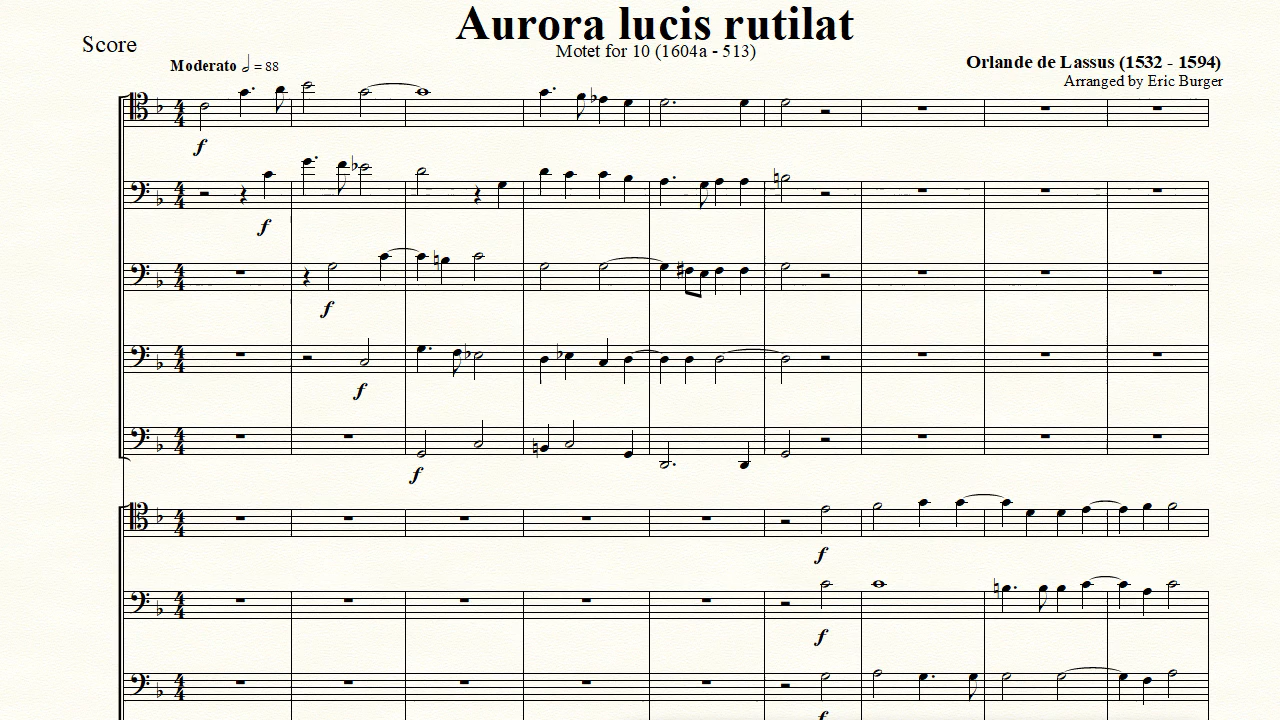 Aurora lucis rutilat
Score
Motet for 10 (1604a - 513)
Moderato 𝅗𝅥 = 88
Orlande de Lassus (1532 - 1594)
Arranged by Eric Burger
f
f
f
f
f
f
f
f